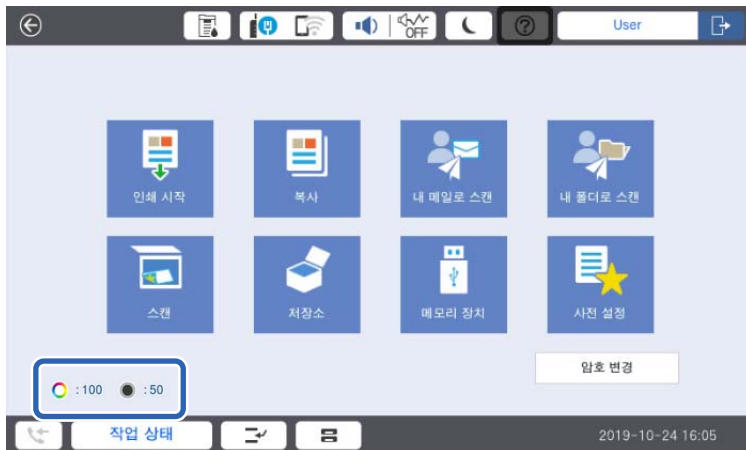 OFF
User
인쇄 시작
복사
내 메일로 스캔
내 폴더로 스캔
스캔
저장소
메모리 장치
사전 설정
암호 변경
:100 :50
작업 상태
2019-10-24 16:05